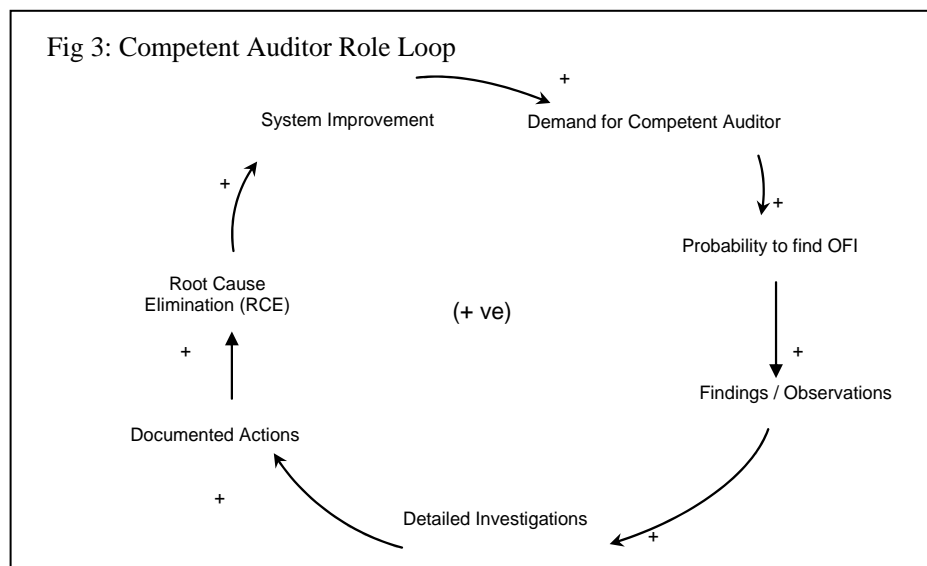 Fig 3: Competent Auditor Role Loop
+
System Improvement
Demand for Competent Auditor
+
+
Probability to find OFI
Root Cause
Elimination (RCE)
(+ ve)
+
+
Findings / Observations
Documented Actions
+
Detailed Investigations
+